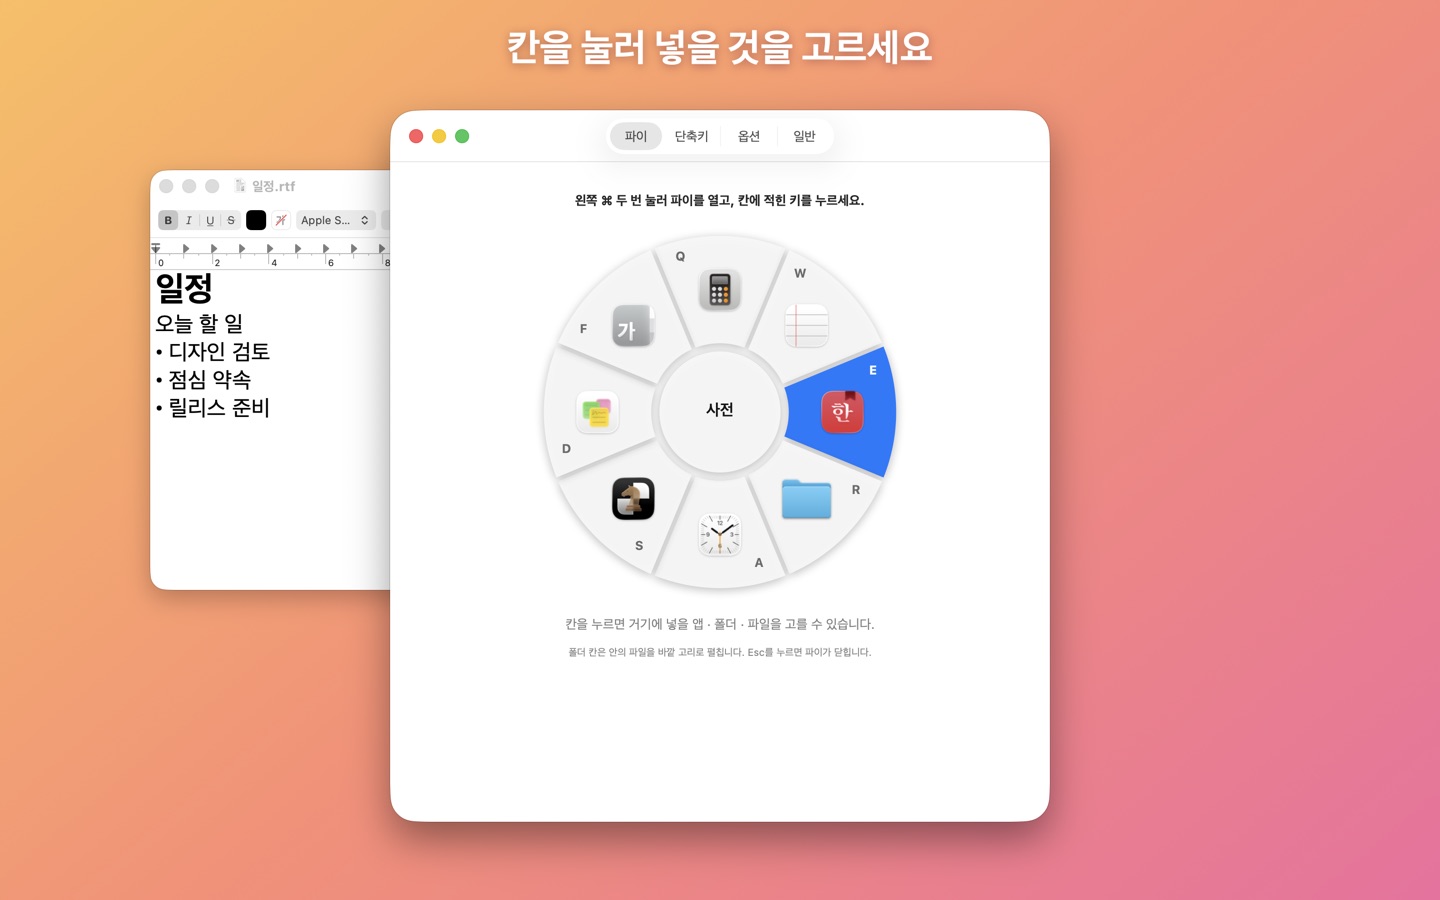 칸을 눌러 넣을 것을 고르세요
파이 단축키 옵션 일반
일정.rtf
B I U S 가 Apple S...
0 2 4 6 8
일정
오늘 할 일
• 디자인 검토
• 점심 약속
• 릴리스 준비
왼쪽 ⌘ 두 번 눌러 파이를 열고, 칸에 적힌 키를 누르세요.
Q
W
F
가
E
한
사전
D
R
S
A
칸을 누르면 거기에 넣을 앱 · 폴더 · 파일을 고를 수 있습니다.
폴더 칸은 안의 파일을 바깥 고리로 펼칩니다. Esc를 누르면 파이가 닫힙니다.